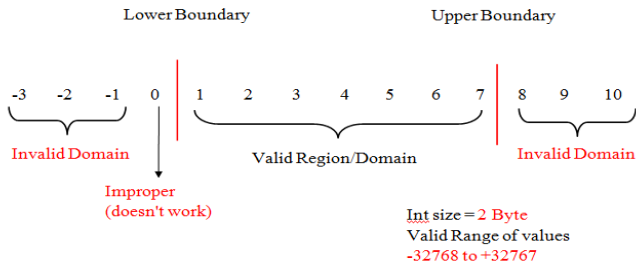 Lower Boundary Upper Boundary
-3 -2 -1 0 1 2 3 4 5 6 7 8 9 10
Invalid Domain Valid Region/Domain Invalid Domain
Improper
(doesn't work)
Int size = 2 Byte
Valid Range of values
-32768 to +32767